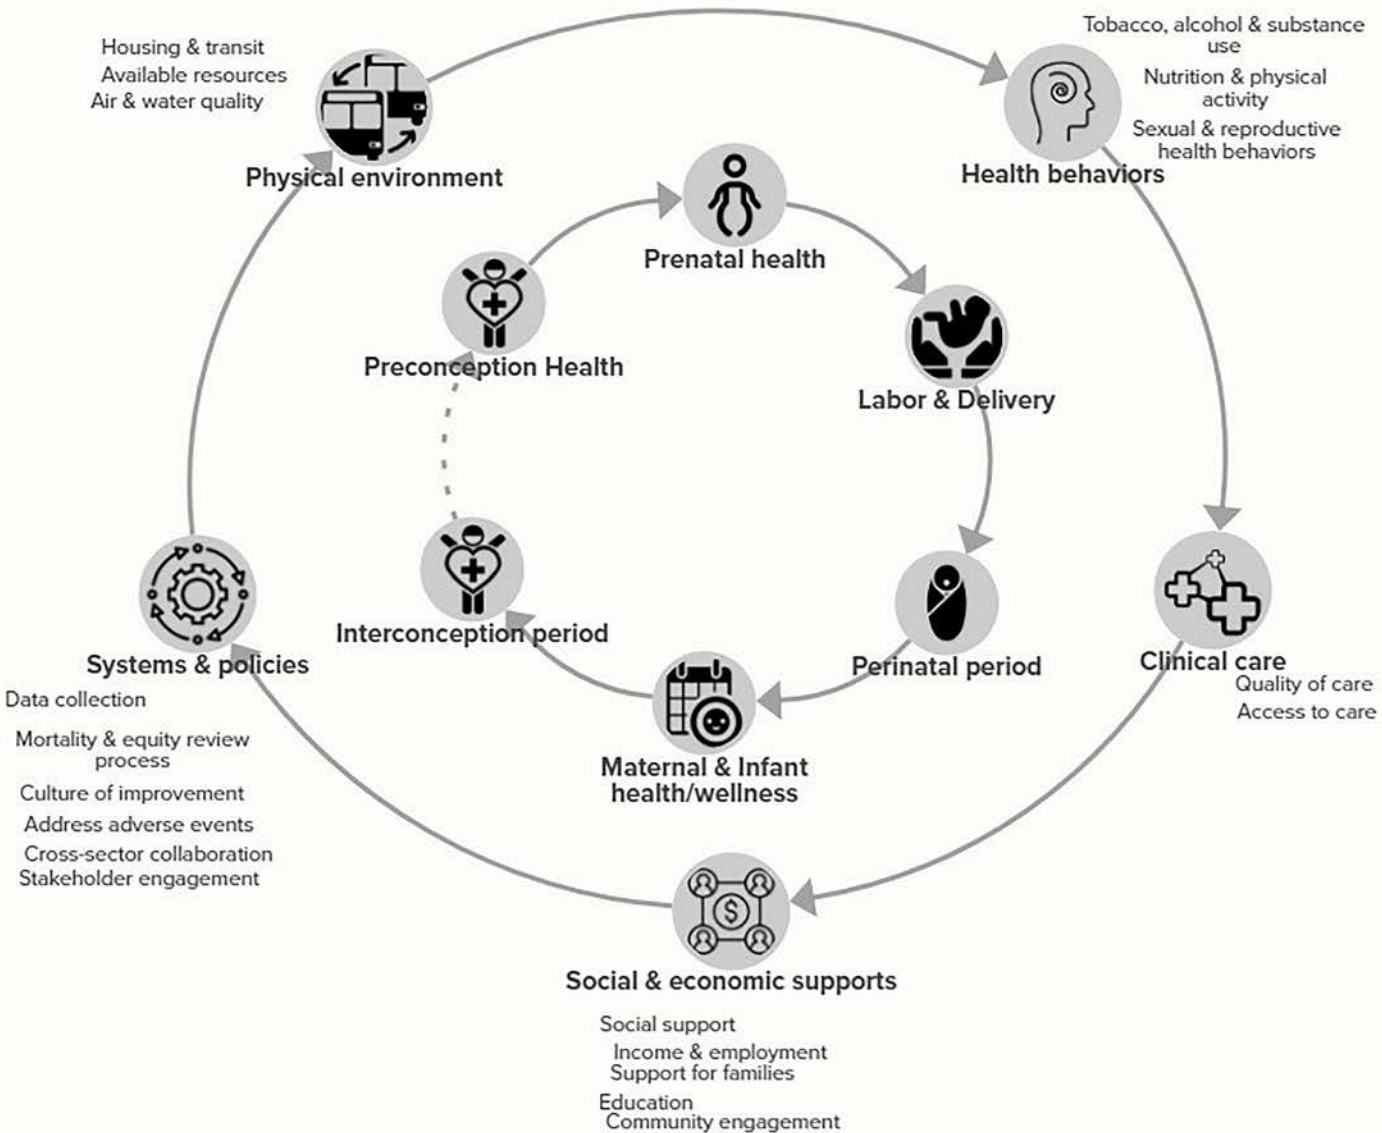 Housing & transit
Available resources
Air & water quality
Physical environment
Tobacco, alcohol & substance
use
Nutrition & physical
activity
Sexual & reproductive
health behaviors
Health behaviors
Prenatal health
Preconception Health
Labor & Delivery
Interconception period
Perinatal period
Maternal & Infant
health/wellness
Systems & policies
Data collection
Mortality & equity review
process
Culture of improvement
Address adverse events
Cross-sector collaboration
Stakeholder engagement
Clinical care
Quality of care
Access to care
$
Social & economic supports
Social support
Income & employment
Support for families
Education
Community engagement